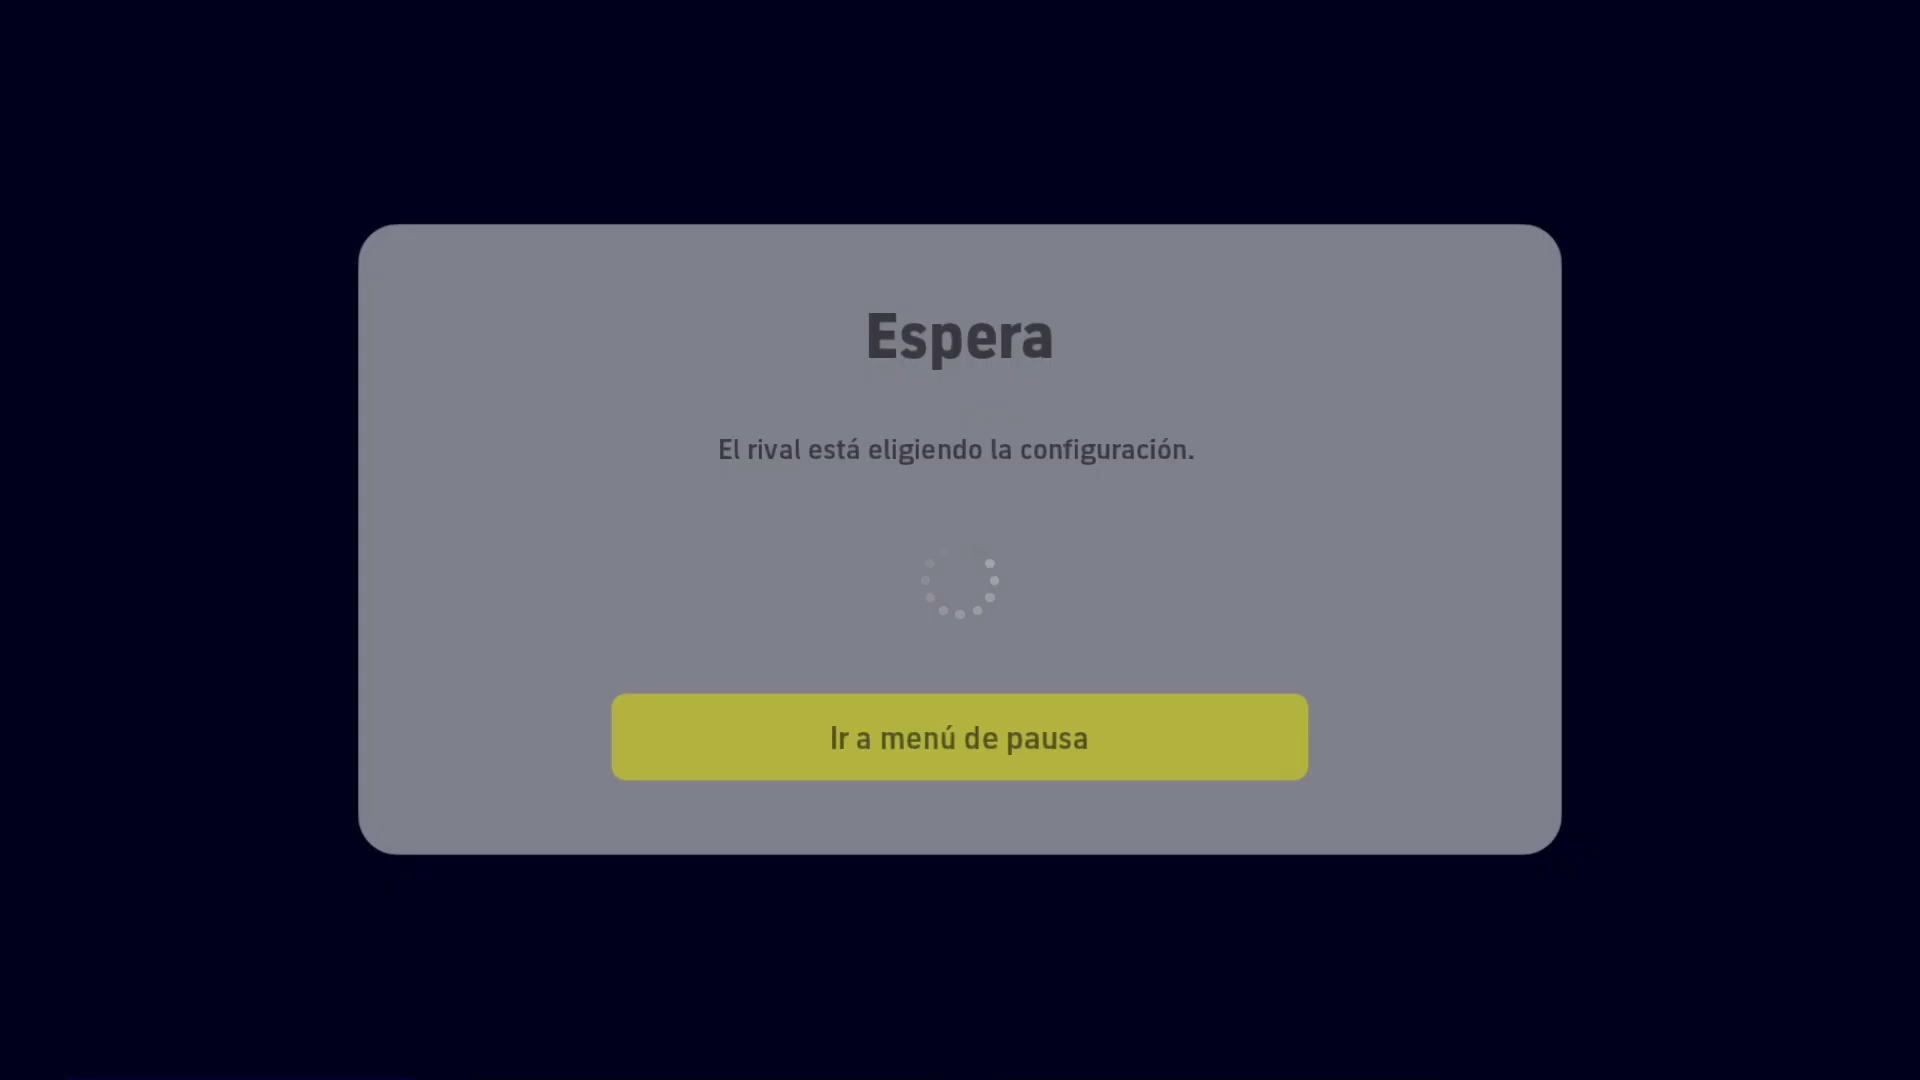 Espera
El rival está eligiendo la configuración.
Ir a menú de pausa